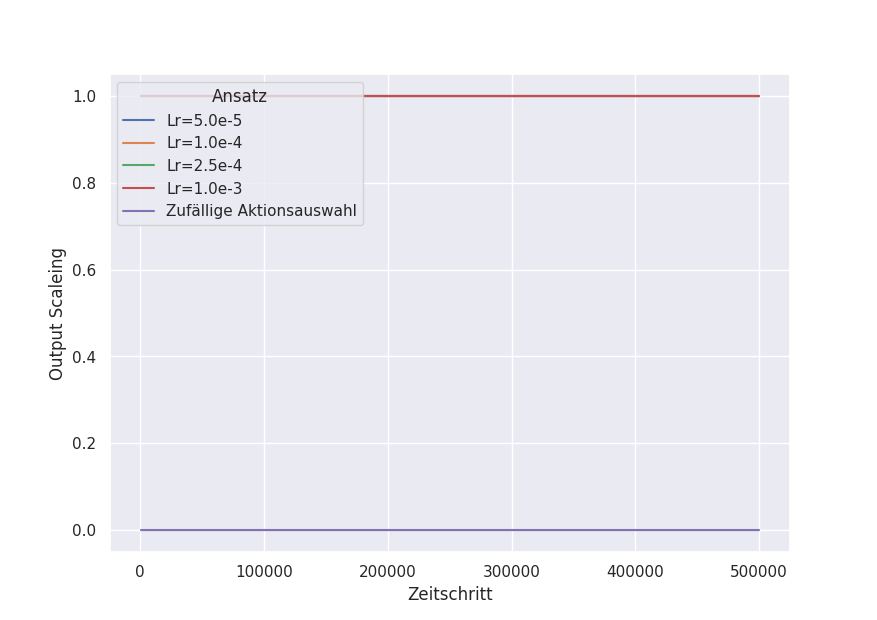 Ansatz
Lr=5.0e-5
Lr=1.0e-4
Lr=2.5e-4
Lr=1.0e-3
Zufällige Aktionsauswahl
1.0
0.8
0.6
0.4
0.2
0.0
Output Scaleing
0 100000 200000 300000 400000 500000
Zeitschritt